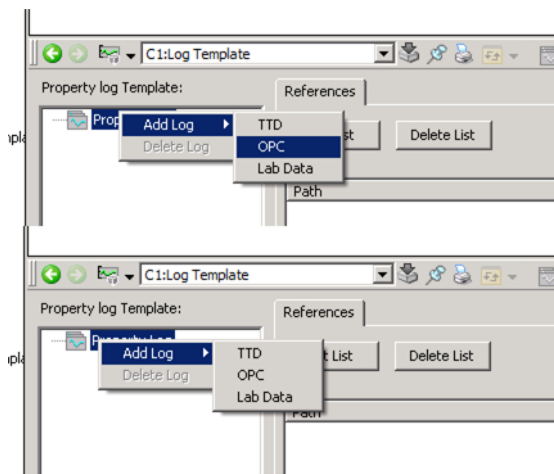 C1:Log Template
Property log Template:
References
Add Log
TTD
Delete List
Delete Log
OPC
Lab Data
Path
C1:Log Template
Property log Template:
References
Add Log
TTD
List
Delete List
Delete Log
OPC
Lab Data